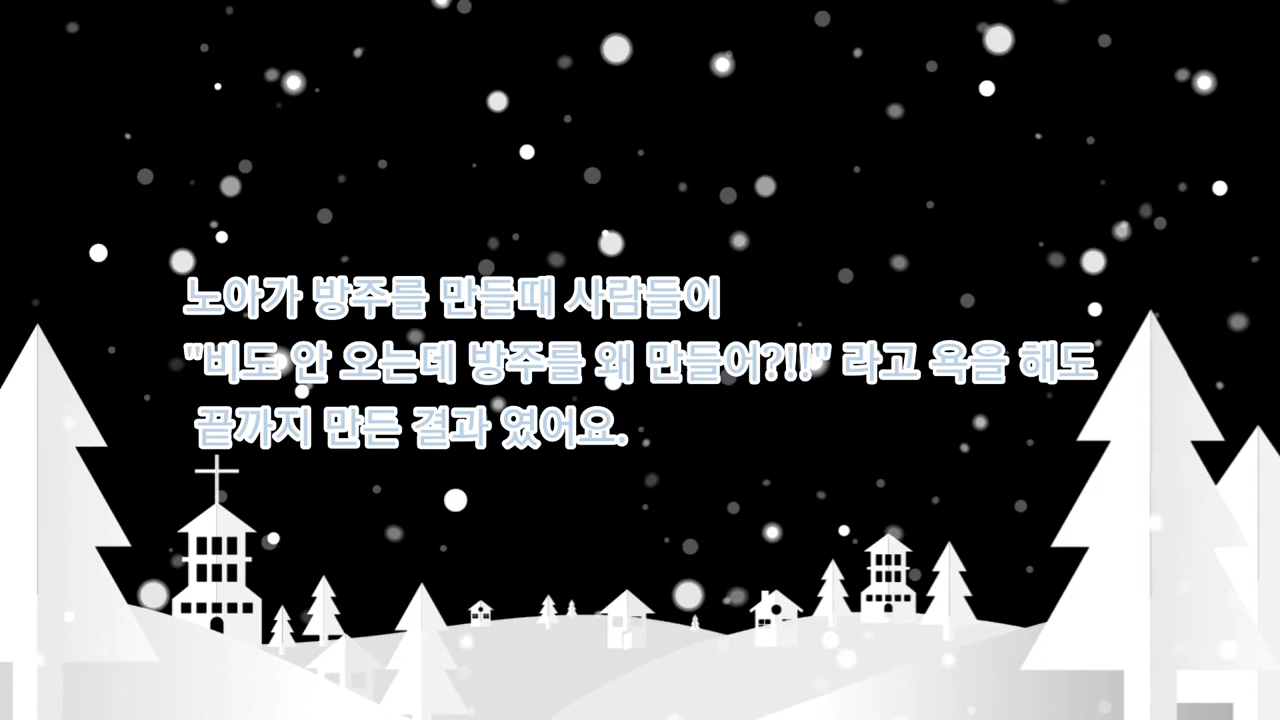 노아가 방주를 만들때 사람들이
"비도 안 오는데 방주를 왜 만들어?!!" 라고 욕을 해도
끝까지 만든 결과 였어요.